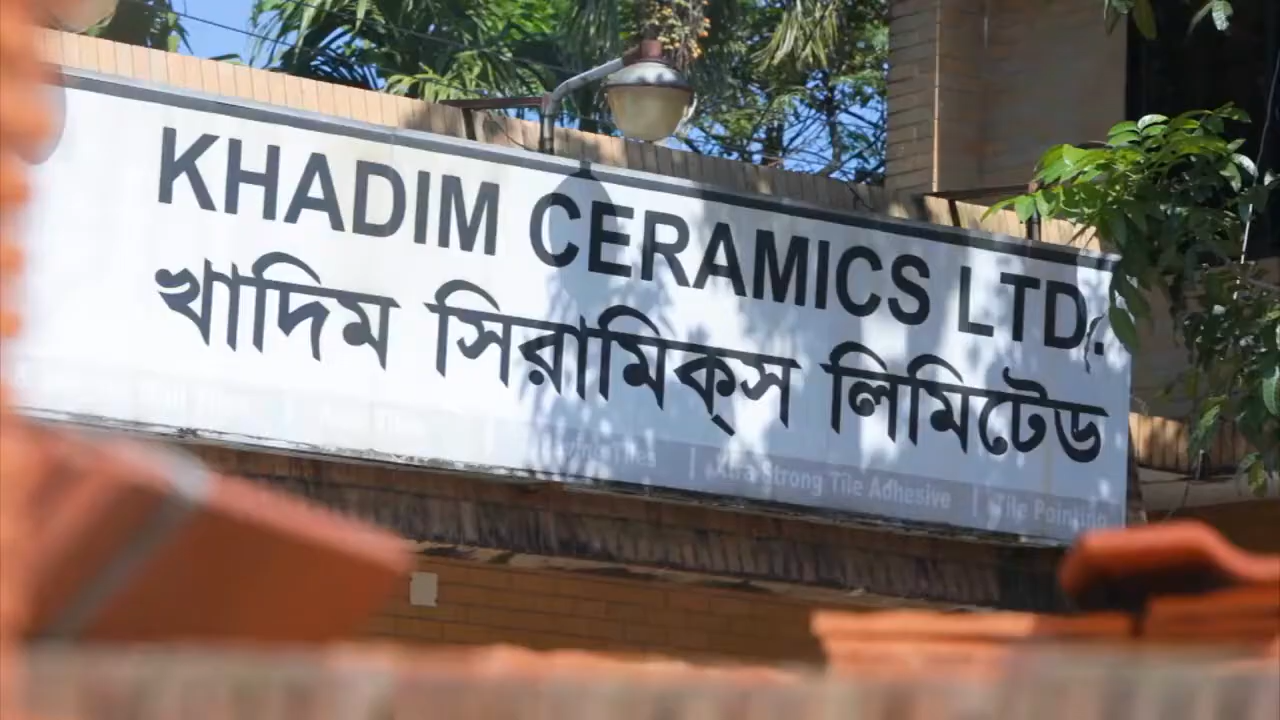 KHADIM CERAMICS LTD.
খাদিম সিরামিক্‌স লিমিটেড
Xtra Strong Tile Adhesive | Tile Pointing